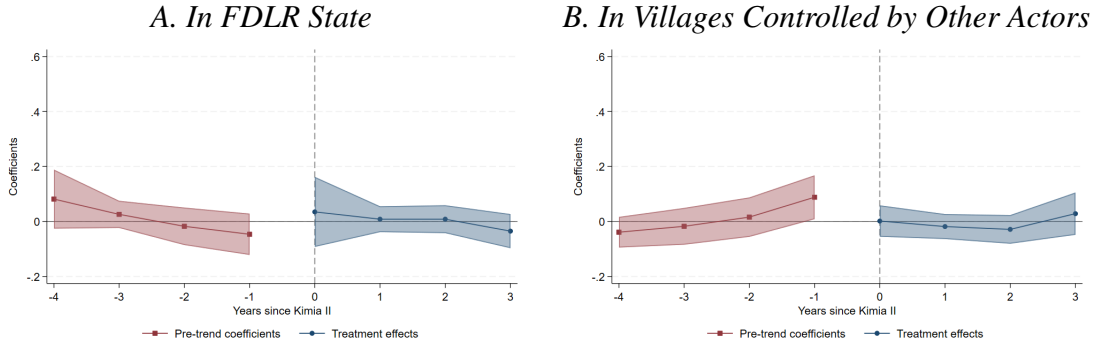 A. In FDLR State
.6
.4
.2
0
-.2
Coefficients
-4 -3 -2 -1 0 1 2 3
Years since Kimia II
Pre-trend coefficients Treatment effects
B. In Villages Controlled by Other Actors
.6
.4
.2
0
-.2
Coefficients
-4 -3 -2 -1 0 1 2 3
Years since Kimia II
Pre-trend coefficients Treatment effects